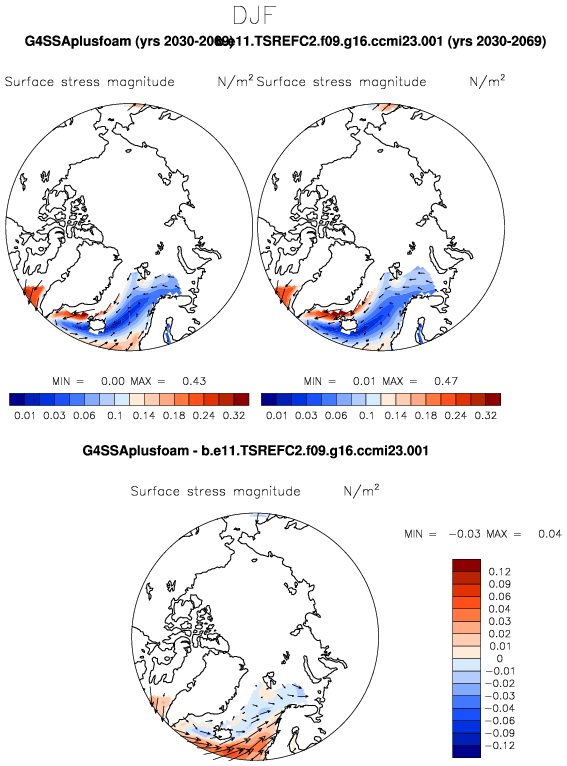 DJF
G4SSAplusfoam (yrs 2030-2069) b.e11.TSREFC2.f09.g16.ccmi23.001 (yrs 2030-2069)
Surface stress magnitude N/m² Surface stress magnitude N/m²
MIN = 0.00 MAX = 0.43 MIN = 0.01 MAX = 0.47
0.01 0.03 0.06 0.1 0.14 0.18 0.24 0.32 0.01 0.03 0.06 0.1 0.14 0.18 0.24 0.32
G4SSAplusfoam - b.e11.TSREFC2.f09.g16.ccmi23.001
Surface stress magnitude N/m²
MIN = −0.03 MAX = 0.04
0.12
0.09
0.06
0.04
0.03
0.02
0.01
0
−0.01
−0.02
−0.03
−0.04
−0.06
−0.09
−0.12